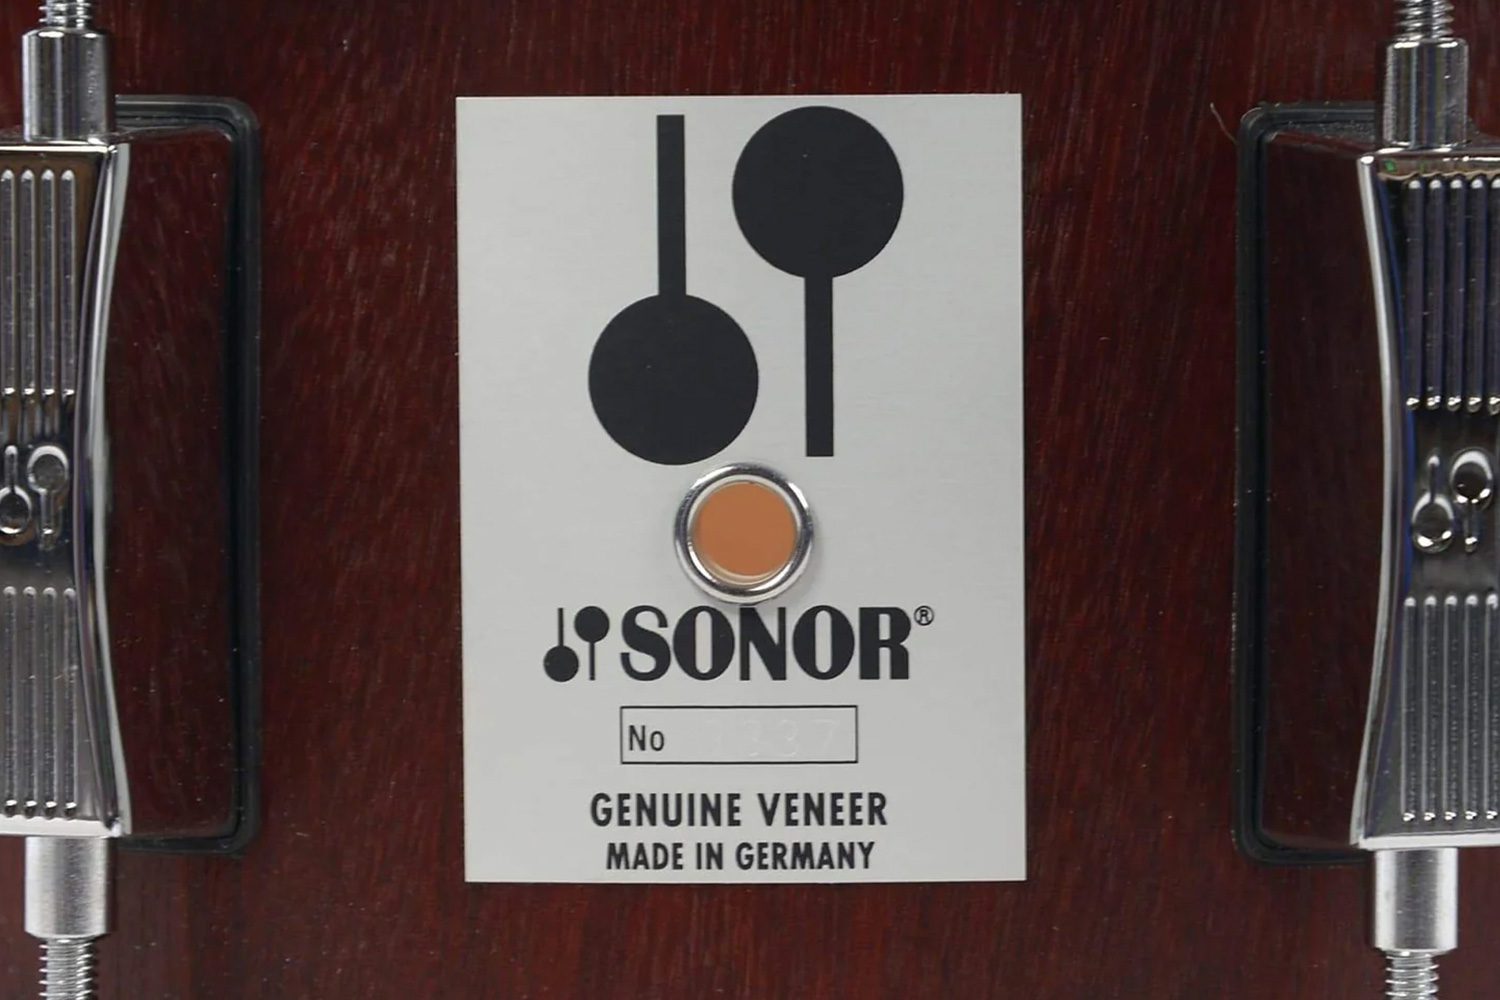 SONOR®
No
GENUINE VENEER
MADE IN GERMANY